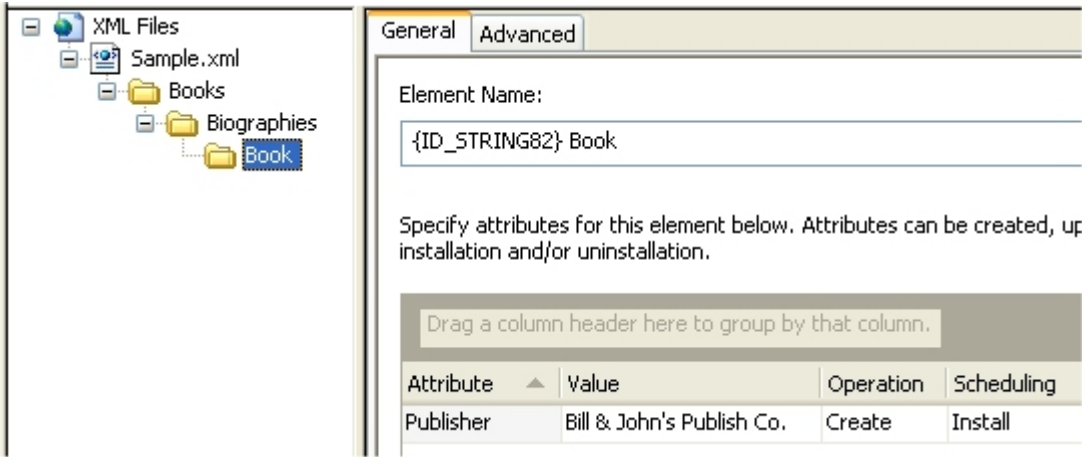 XML Files
Sample.xml
Books
Biographies
Book
General Advanced
Element Name:
{ID_STRING82} Book
Specify attributes for this element below. Attributes can be created, up
installation and/or uninstallation.
Drag a column header here to group by that column.
Attribute Value Operation Scheduling
Publisher Bill & John's Publish Co. Create Install